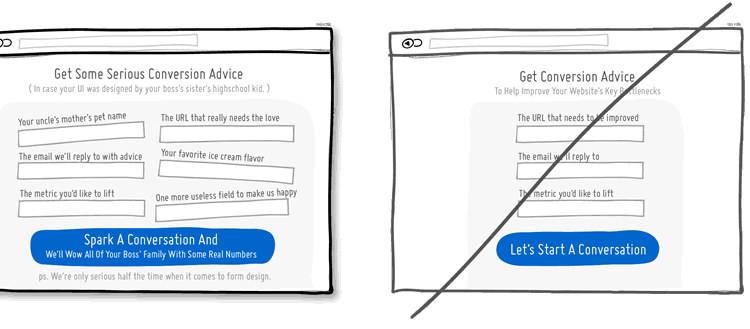 Get Some Serious Conversion Advice
( In case your UI was designed by your boss's sister's highschool kid. )
Your uncle's mother's pet name
The URL that really needs the love
The email we'll reply to with advice
Your favorite ice cream flavor
The metric you'd like to lift
One more useless field to make us happy
Spark A Conversation And
We'll Wow All Of Your Boss' Family With Some Real Numbers
ps. We're only serious half the time when it comes to form design.
Get Conversion Advice
To Help Improve Your Website's Key Bottlenecks
The URL that needs to be improved
The email we'll reply to
The metric you'd like to lift
Let's Start A Conversation